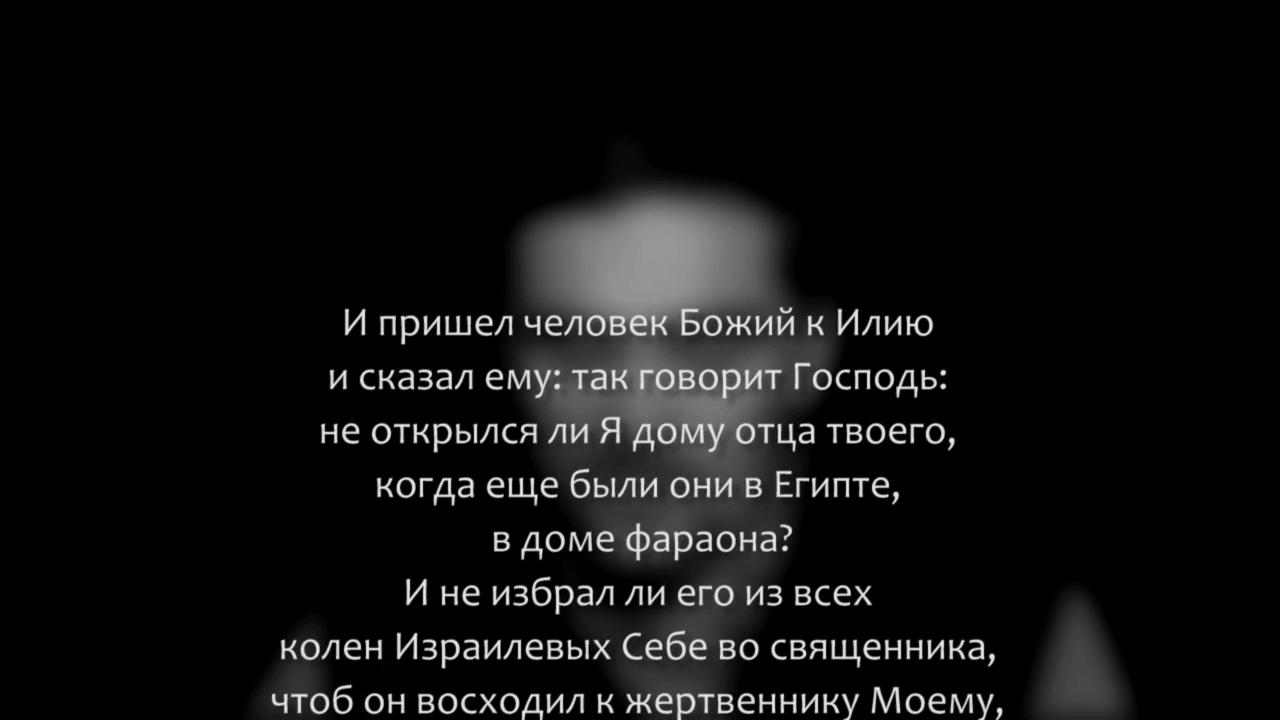 И пришел человек Божий к Илию
и сказал ему: так говорит Господь:
не открылся ли Я дому отца твоего,
когда еще были они в Египте,
в доме фараона?
И не избрал ли его из всех
колен Израилевых Себе во священника,
чтоб он восходил к жертвеннику Моему,